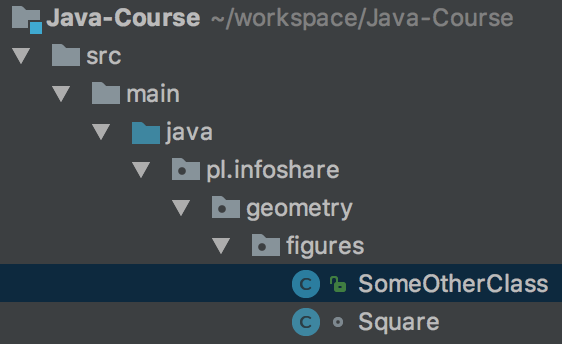 Java-Course ~/workspace/Java-Course
src
main
java
pl.infoshare
geometry
figures
C SomeOtherClass
C Square